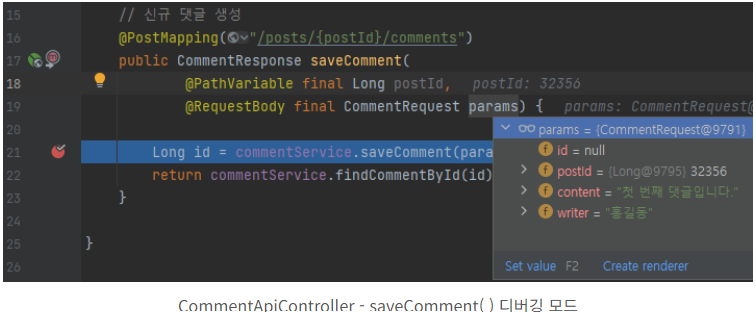 15 // 신규 댓글 생성
16 @PostMapping("/posts/{postId}/comments")
17 public CommentResponse saveComment(
18 @PathVariable final Long postId, postId: 32356
19 @RequestBody final CommentRequest params) { params: CommentRequest@
20
params = {CommentRequest@9791}
21 Long id = commentService.saveComment(para
id = null
22 return commentService.findCommentById(id)
postId = {Long@9795} 32356
23 }
content = "첫 번째 댓글입니다."
24
writer = "홍길동"
25 }
26
Set value F2 Create renderer
CommentApiController - saveComment( ) 디버깅 모드